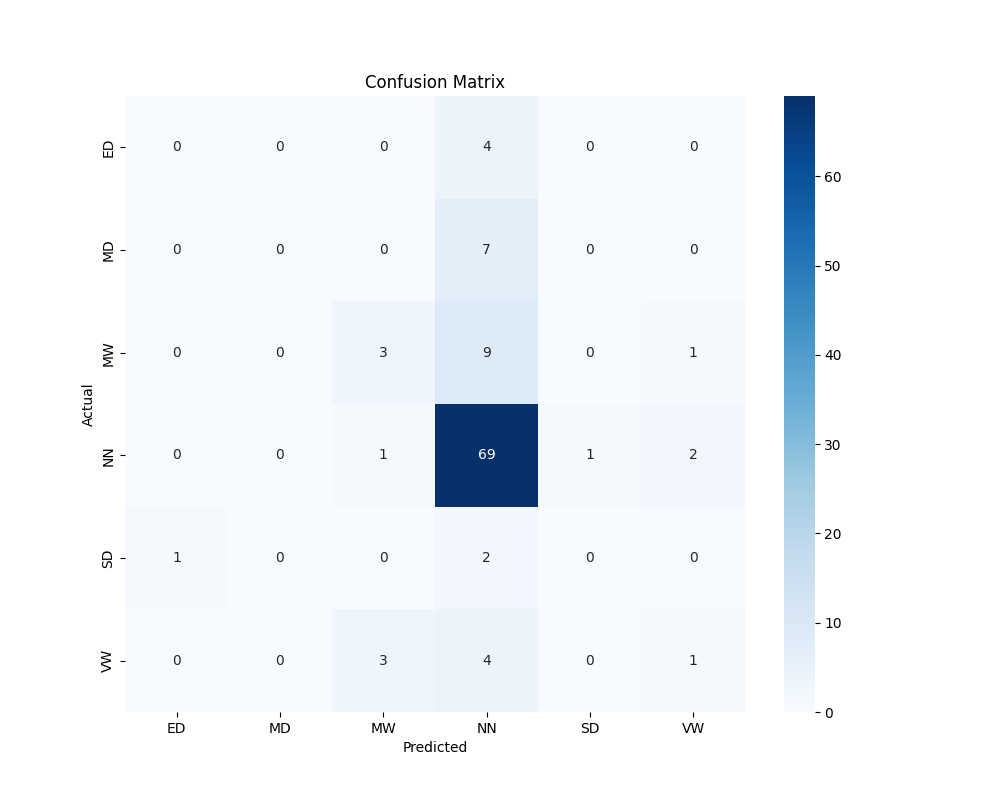 Confusion Matrix
ED 0 0 0 4 0 0
MD 0 0 0 7 0 0
MW 0 0 3 9 0 1
NN 0 0 1 69 1 2
SD 1 0 0 2 0 0
VW 0 0 3 4 0 1
ED MD MW NN SD VW
Predicted
Actual
60
50
40
30
20
10
0